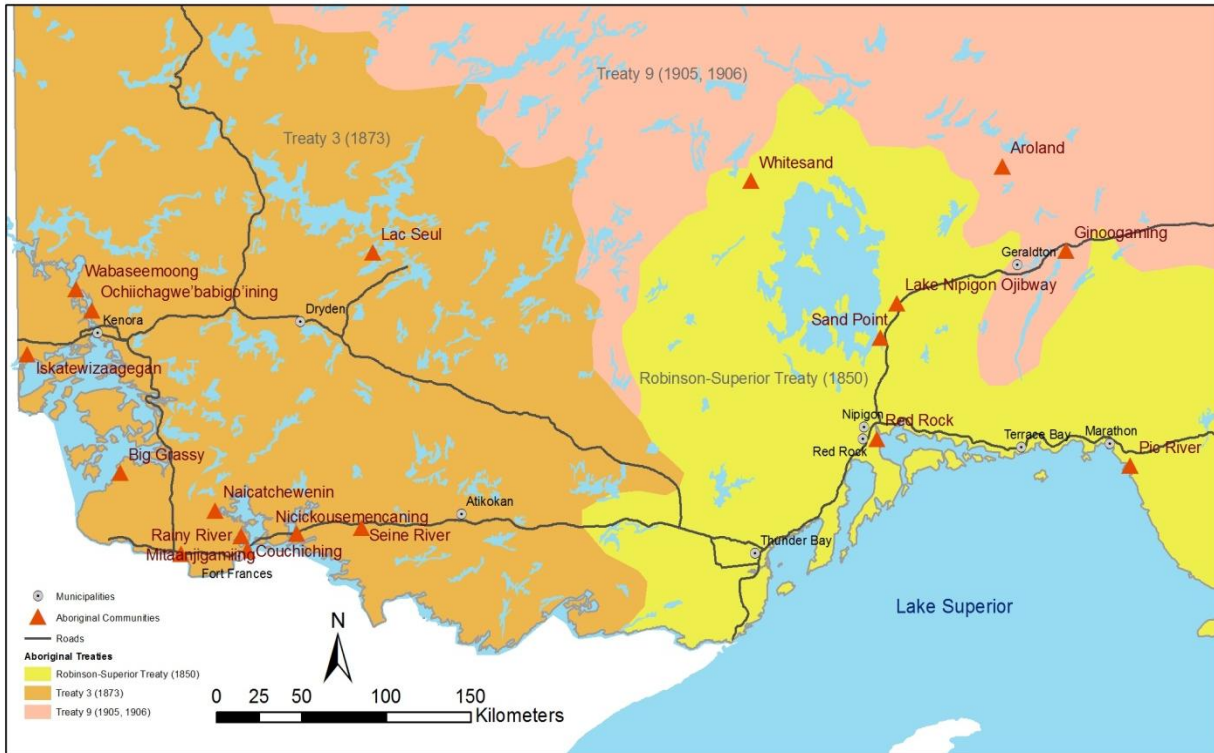 Treaty 9 (1905, 1906)
Treaty 3 (1873)
Whitesand
Aroland
Lac Seul
Ginoogaming
Geraldton
Wabaseemoong
Ochiichagwe'babigo'ining
Lake Nipigon Ojibway
Kenora
Dryden
Sand Point
Iskatewizaagegan
Robinson-Superior Treaty (1850)
Nipigon
Red Rock
Red Rock
Terrace Bay
Marathon
Pic River
Big Grassy
Naicatchewenin
Atikokan
Nicickousemencaning
Rainy River
Seine River
Mitaanjigamiing
Couchiching
Thunder Bay
Fort Frances
Lake Superior
Municipalities
Aboriginal Communities
Roads
Aboriginal Treaties
Robinson-Superior Treaty (1850)
Treaty 3 (1873)
Treaty 9 (1905, 1906)
N
0 25 50 100 150
Kilometers